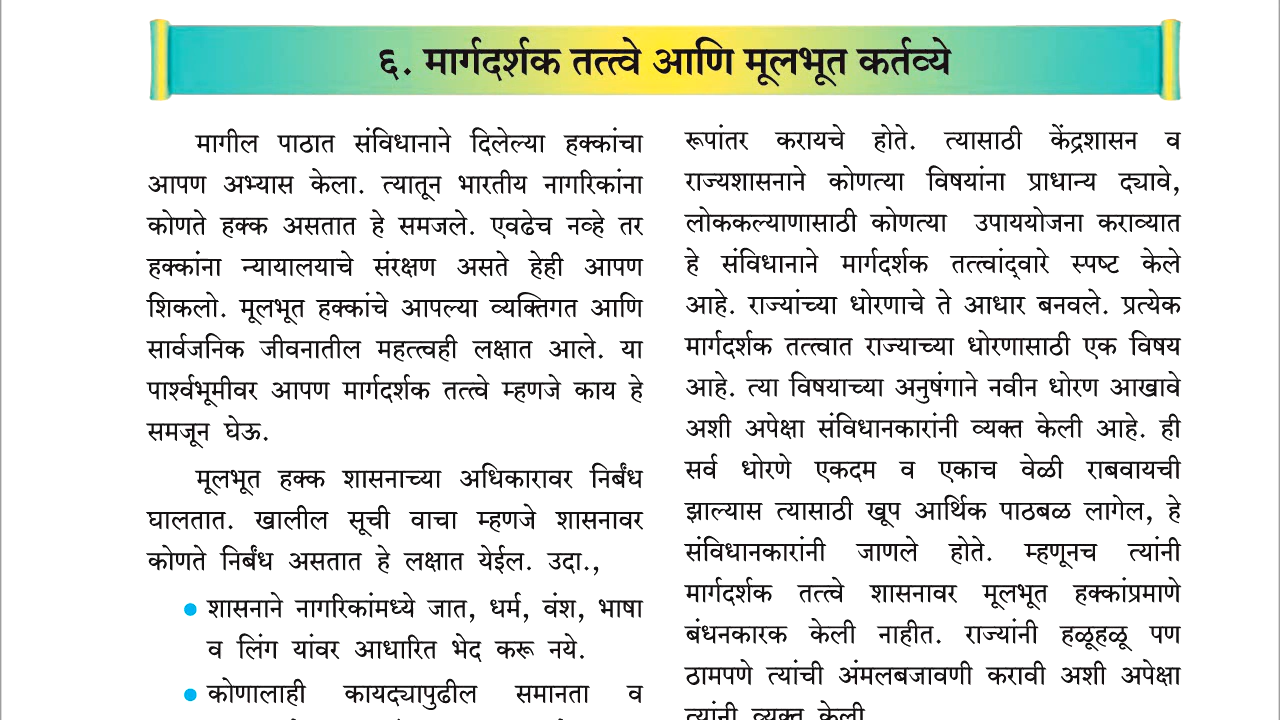 ६. मार्गदर्शक तत्त्वे आणि मूलभूत कर्तव्ये
मागील पाठात संविधानाने दिलेल्या हक्कांचा
आपण अभ्यास केला. त्यातून भारतीय नागरिकांना
कोणते हक्क असतात हे समजले. एवढेच नव्हे तर
हक्कांना न्यायालयाचे संरक्षण असते हेही आपण
शिकलो. मूलभूत हक्कांचे आपल्या व्यक्तिगत आणि
सार्वजनिक जीवनातील महत्त्वही लक्षात आले. या
पार्श्वभूमीवर आपण मार्गदर्शक तत्त्वे म्हणजे काय हे
समजून घेऊ.
मूलभूत हक्क शासनाच्या अधिकारावर निर्बंध
घालतात. खालील सूची वाचा म्हणजे शासनावर
कोणते निर्बंध असतात हे लक्षात येईल. उदा.,
● शासनाने नागरिकांमध्ये जात, धर्म, वंश, भाषा
व लिंग यांवर आधारित भेद करू नये.
● कोणालाही कायद्यापुढील समानता व
रूपांतर करायचे होते. त्यासाठी केंद्रशासन व
राज्यशासनाने कोणत्या विषयांना प्राधान्य द्यावे,
लोककल्याणासाठी कोणत्या उपाययोजना कराव्यात
हे संविधानाने मार्गदर्शक तत्त्वांद्वारे स्पष्ट केले
आहे. राज्यांच्या धोरणाचे ते आधार बनवले. प्रत्येक
मार्गदर्शक तत्त्वात राज्याच्या धोरणासाठी एक विषय
आहे. त्या विषयाच्या अनुषंगाने नवीन धोरण आखावे
अशी अपेक्षा संविधानकारांनी व्यक्त केली आहे. ही
सर्व धोरणे एकदम व एकाच वेळी राबवायची
झाल्यास त्यासाठी खूप आर्थिक पाठबळ लागेल, हे
संविधानकारांनी जाणले होते. म्हणूनच त्यांनी
मार्गदर्शक तत्त्वे शासनावर मूलभूत हक्कांप्रमाणे
बंधनकारक केली नाहीत. राज्यांनी हळूहळू पण
ठामपणे त्यांची अंमलबजावणी करावी अशी अपेक्षा
त्यांनी व्यक्त केली